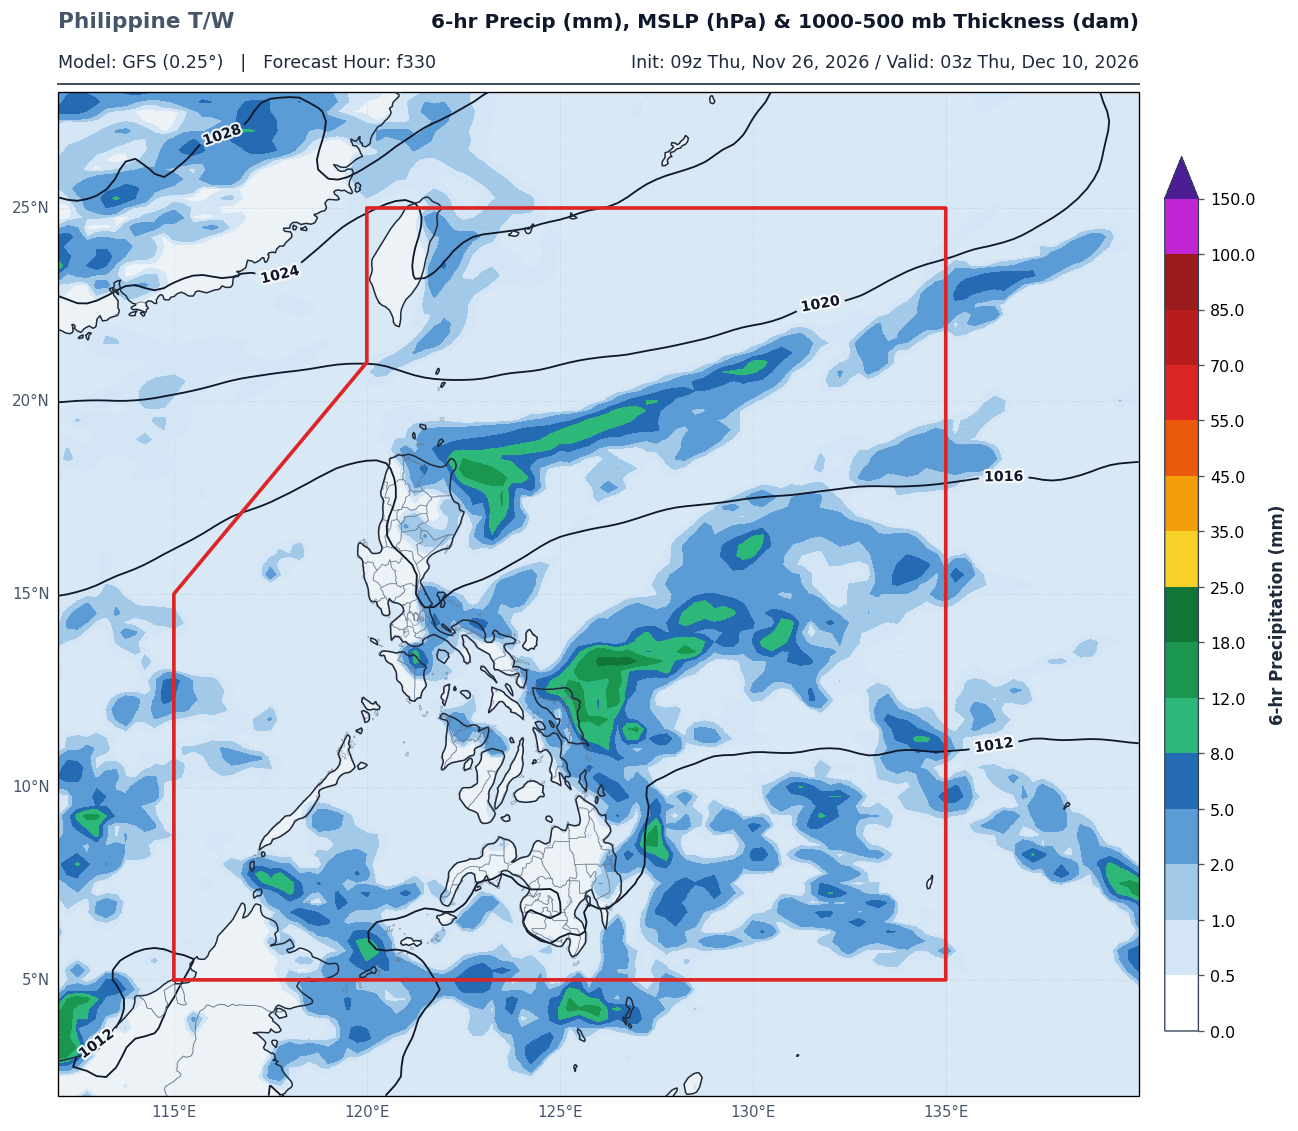 Philippine T/W
6-hr Precip (mm), MSLP (hPa) & 1000-500 mb Thickness (dam)
Model: GFS (0.25°) | Forecast Hour: f330
Init: 09z Thu, Nov 26, 2026 / Valid: 03z Thu, Dec 10, 2026
1028
1024
1020
1016
1012
1012
25°N
20°N
15°N
10°N
5°N
115°E
120°E
125°E
130°E
135°E
150.0
100.0
85.0
70.0
55.0
45.0
35.0
25.0
18.0
12.0
8.0
5.0
2.0
1.0
0.5
0.0
6-hr Precipitation (mm)